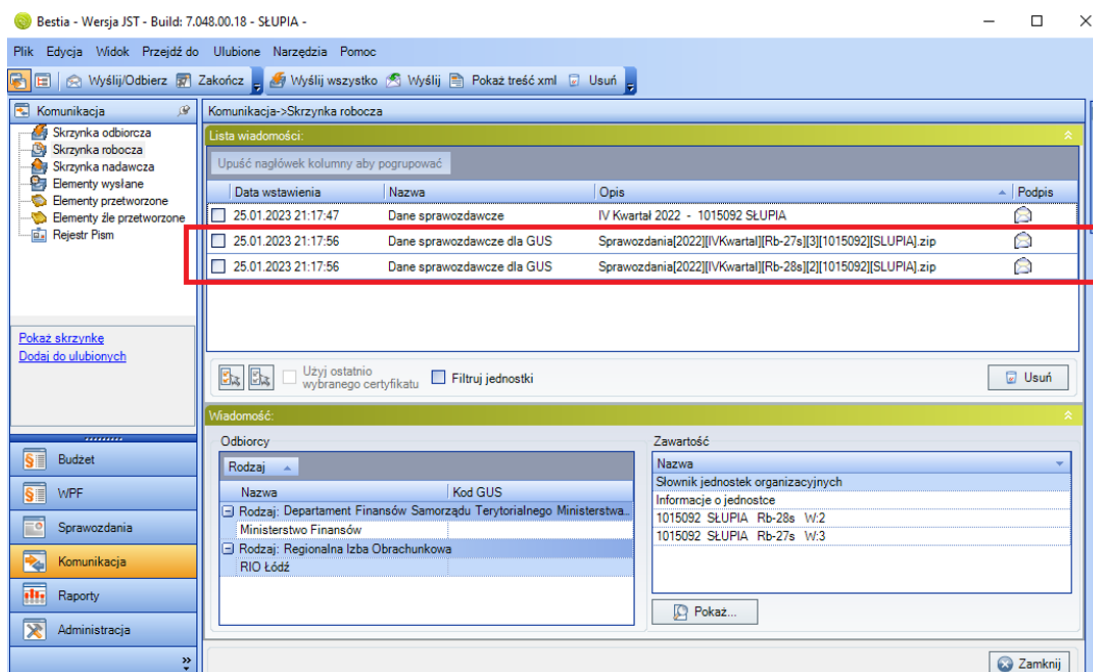 Bestia - Wersja JST - Build: 7.048.00.18 - SŁUPIA -
Plik Edycja Widok Przejdź do Ulubione Narzędzia Pomoc
Wyślij/Odbierz Zakończ Wyślij wszystko Wyślij Pokaż treść xml Usuń
Komunikacja
Skrzynka odbiorcza
Skrzynka robocza
Skrzynka nadawcza
Elementy wysłane
Elementy przetworzone
Elementy źle przetworzone
Rejestr Pism
Pokaż skrzynkę
Dodaj do ulubionych
Budżet
WPF
Sprawozdania
Komunikacja
Raporty
Administracja
Komunikacja->Skrzynka robocza
Lista wiadomości:
Upuść nagłówek kolumny aby pogrupować
Data wstawienia Nazwa Opis Podpis
25.01.2023 21:17:47 Dane sprawozdawcze IV Kwartał 2022 - 1015092 SŁUPIA
25.01.2023 21:17:56 Dane sprawozdawcze dla GUS Sprawozdania[2022][IVKwartal][Rb-27s][3][1015092][SLUPIA].zip
25.01.2023 21:17:56 Dane sprawozdawcze dla GUS Sprawozdania[2022][IVKwartal][Rb-28s][2][1015092][SLUPIA].zip
Użyj ostatnio
wybranego certyfikatu
Filtruj jednostki
Usuń
Wiadomość:
Odbiorcy
Rodzaj
Nazwa Kod GUS
Rodzaj: Departament Finansów Samorządu Terytorialnego Ministerstwa...
Ministerstwo Finansów
Rodzaj: Regionalna Izba Obrachunkowa
RIO Łódź
Zawartość
Nazwa
Słownik jednostek organizacyjnych
Informacje o jednostce
1015092 SŁUPIA Rb-28s W:2
1015092 SŁUPIA Rb-27s W:3
Pokaż...
Zamknij